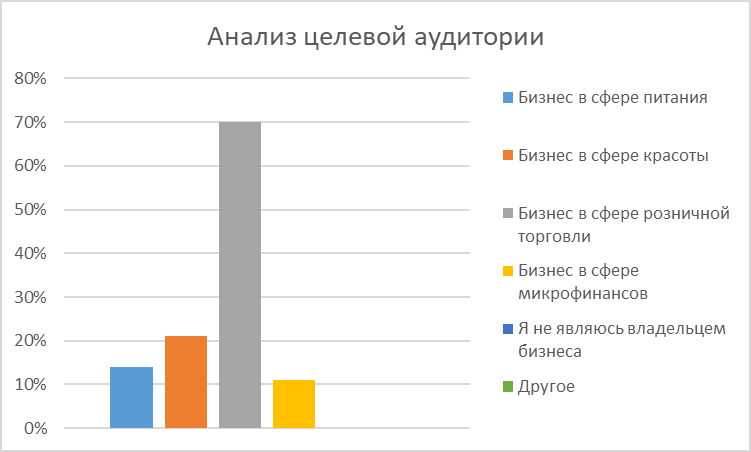 Анализ целевой аудитории
80%
70%
60%
50%
40%
30%
20%
10%
0%
Бизнес в сфере питания
Бизнес в сфере красоты
Бизнес в сфере розничной
торговли
Бизнес в сфере
микрофинансов
Я не являюсь владельцем
бизнеса
Другое